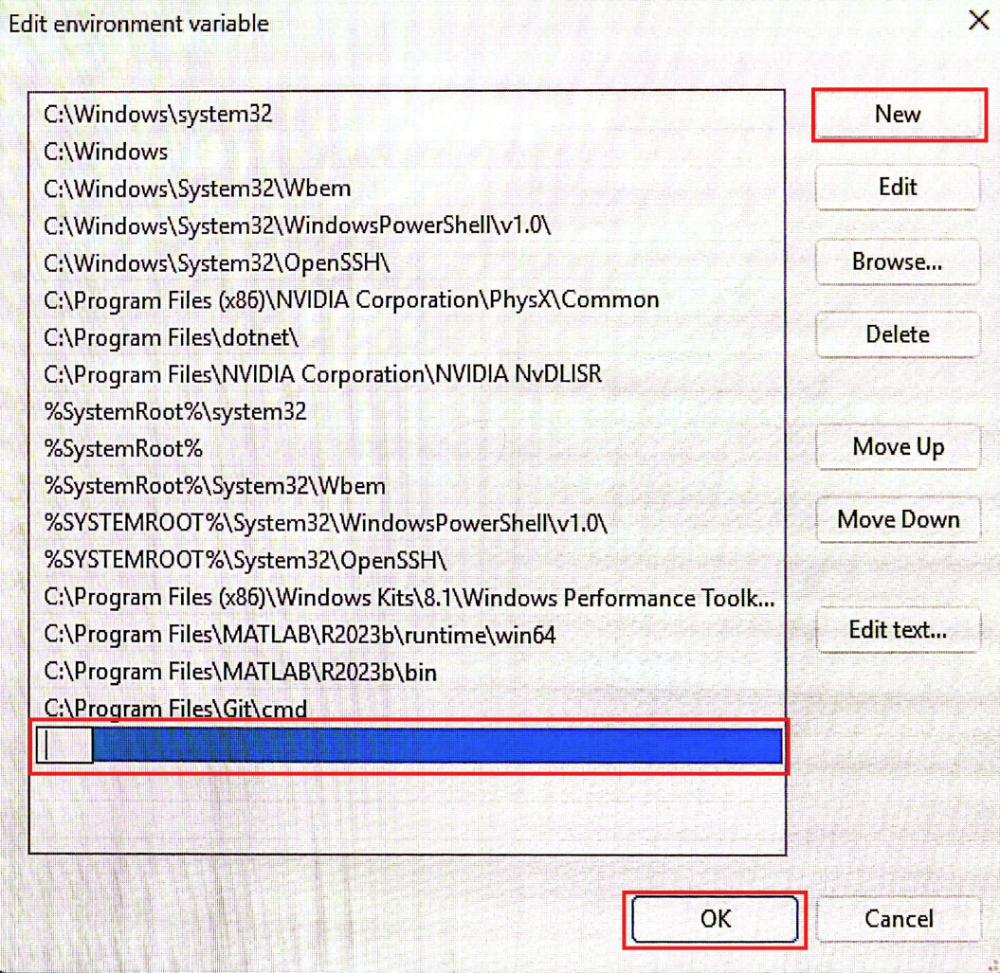 Edit environment variable
C:\Windows\system32
C:\Windows
C:\Windows\System32\Wbem
C:\Windows\System32\WindowsPowerShell\v1.0\
C:\Windows\System32\OpenSSH\
C:\Program Files (x86)\NVIDIA Corporation\PhysX\Common
C:\Program Files\dotnet\
C:\Program Files\NVIDIA Corporation\NVIDIA NvDLISR
%SystemRoot%\system32
%SystemRoot%
%SystemRoot%\System32\Wbem
%SYSTEMROOT%\System32\WindowsPowerShell\v1.0\
%SYSTEMROOT%\System32\OpenSSH\
C:\Program Files (x86)\Windows Kits\8.1\Windows Performance Toolk...
C:\Program Files\MATLAB\R2023b\runtime\win64
C:\Program Files\MATLAB\R2023b\bin
C:\Program Files\Git\cmd
New
Edit
Browse...
Delete
Move Up
Move Down
Edit text...
OK
Cancel